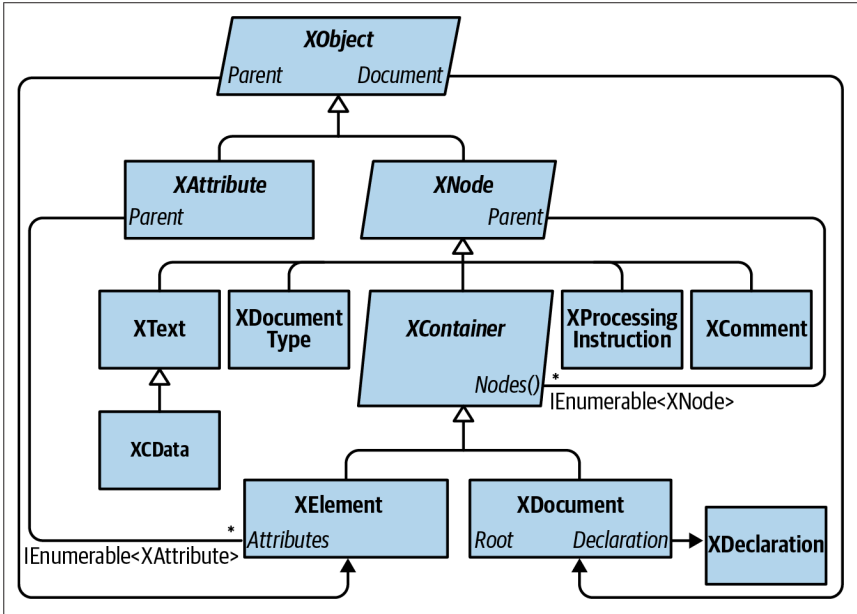 XObject
Parent Document
XAttribute
Parent
XNode
Parent
XText
XDocument
Type
XContainer
Nodes()
XProcessing
Instruction
XComment
*
IEnumerable<XNode>
XCData
XElement
Attributes
*
IEnumerable<XAttribute>
XDocument
Root Declaration
XDeclaration